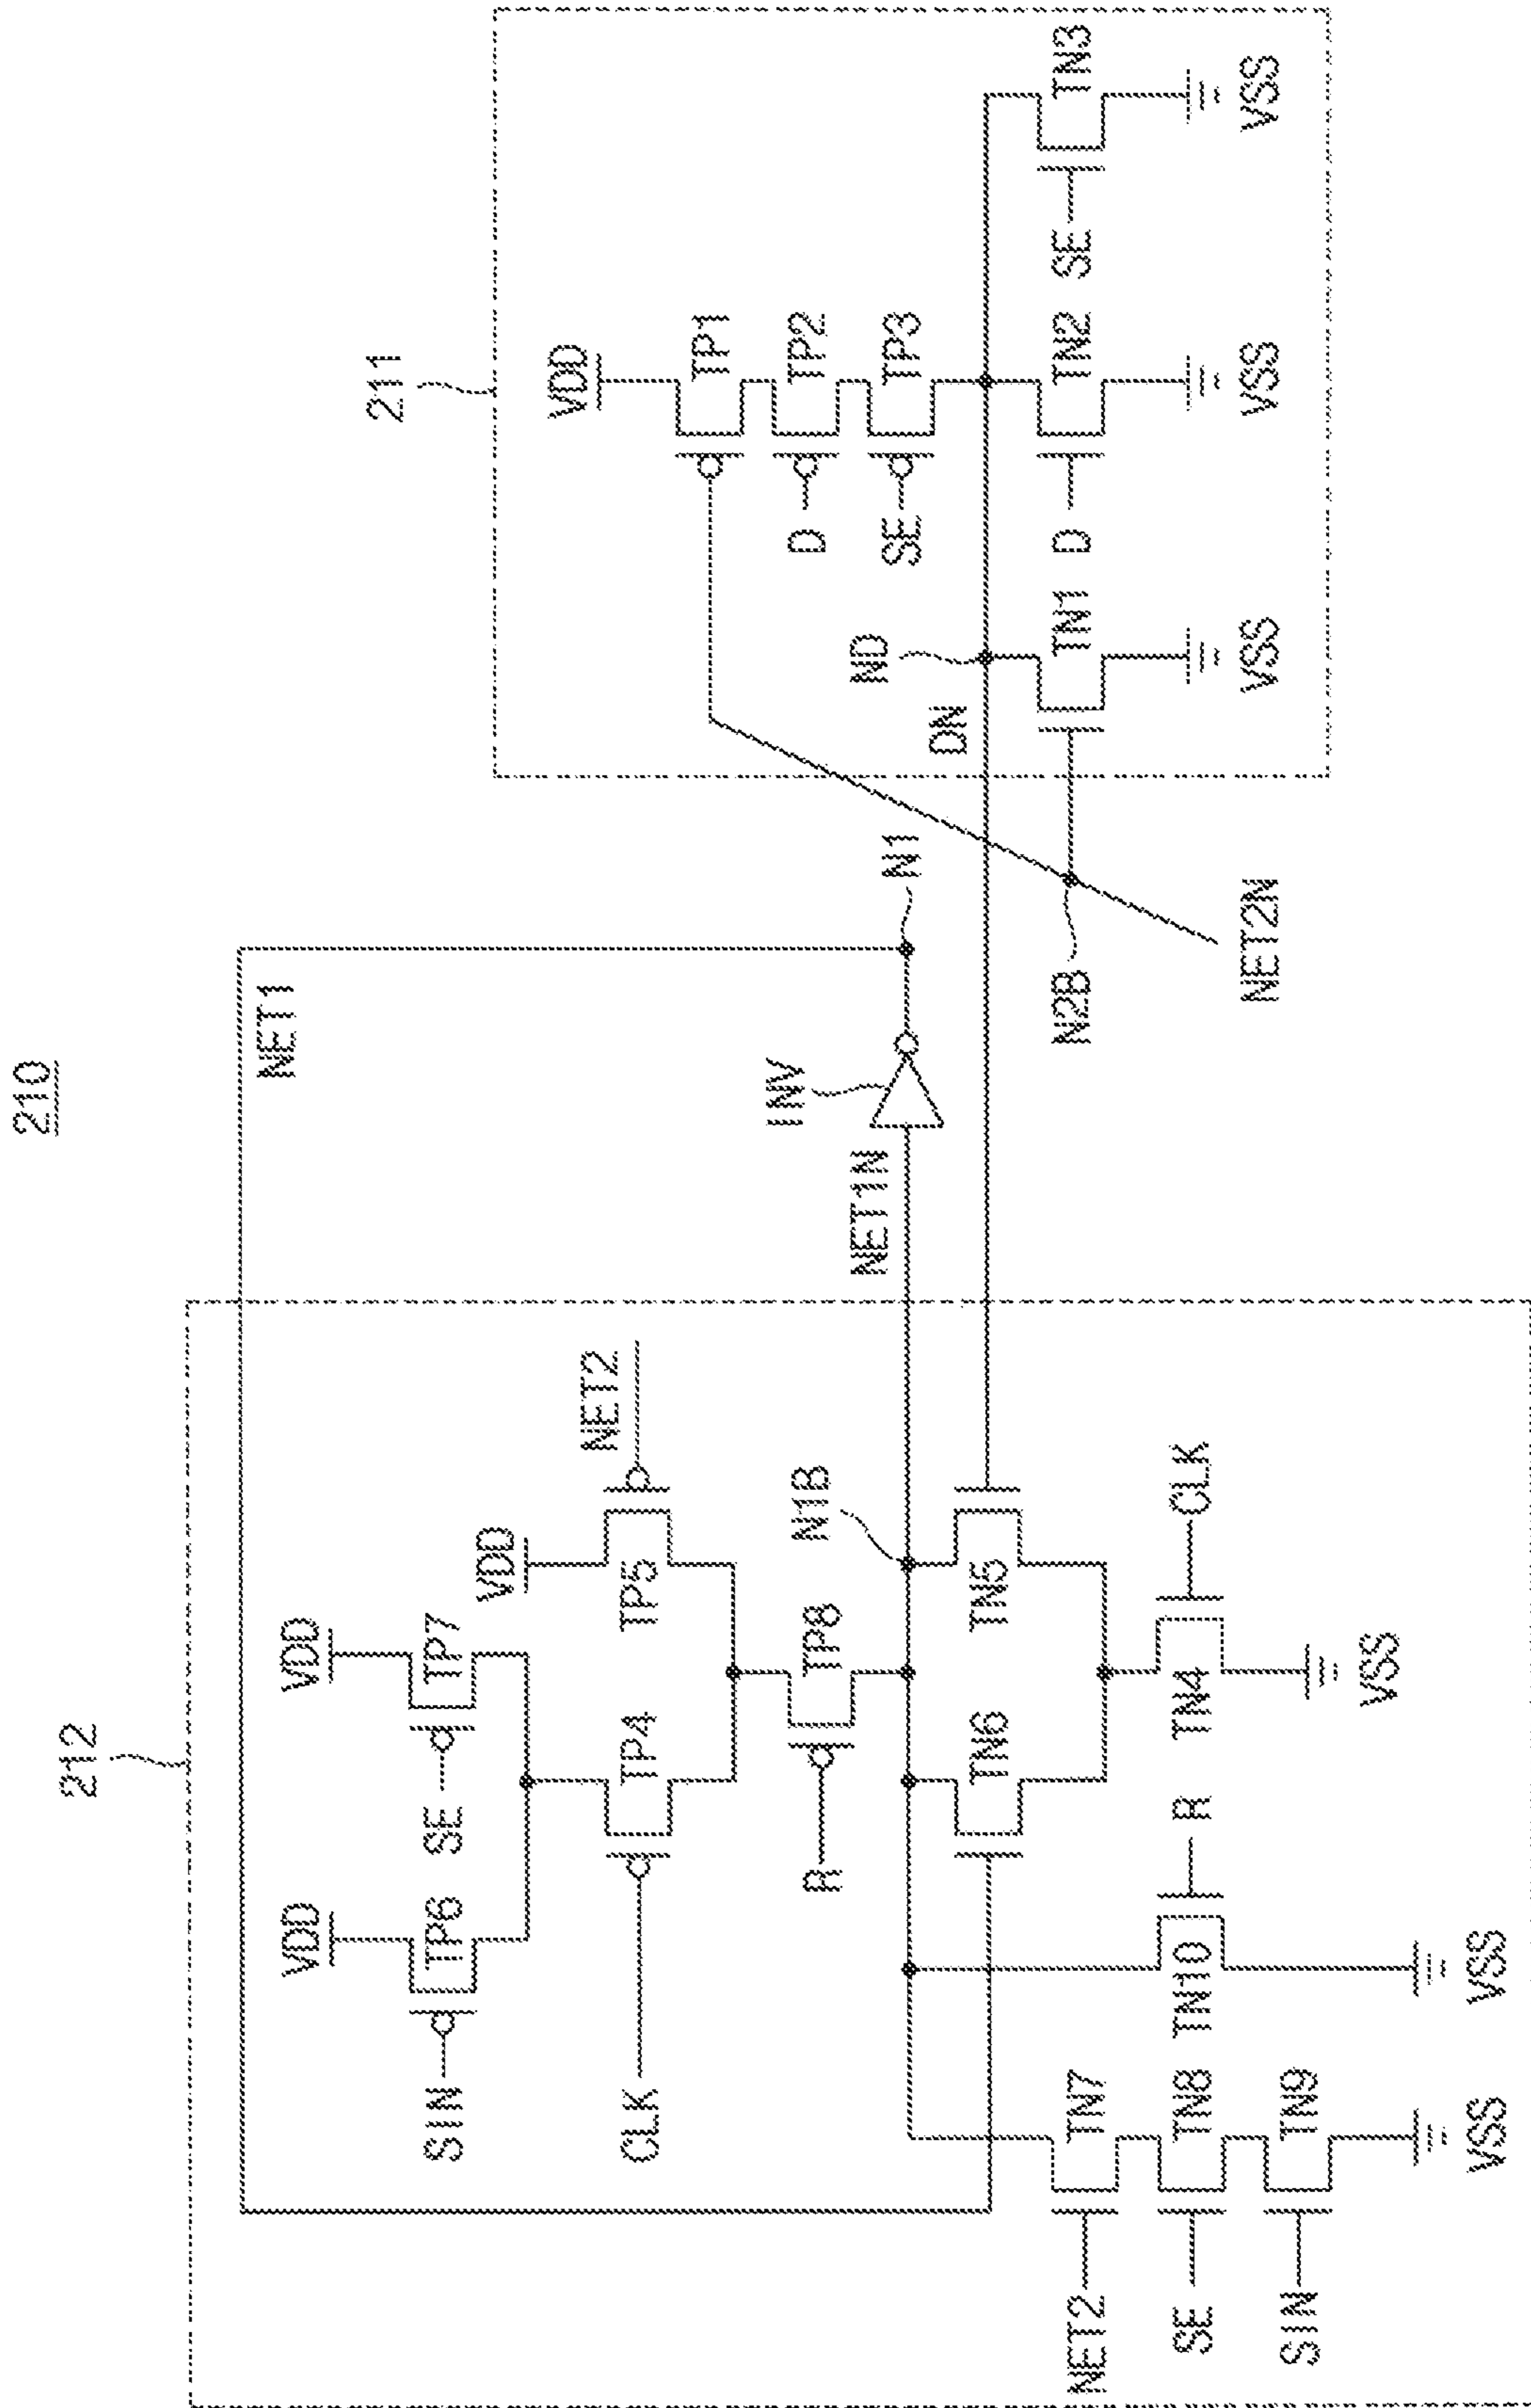 210
212
211
VDD
VDD
SIN
TP6
SE
TP7
VDD
NET2
CLK
TP4
TP5
R
TP8
N1B
NET1N
INV
N1
NET1
TN6
TN5
NET2
TN7
SE
TN8
SIN
TN9
VSS
TN10
R
VSS
TN4
CLK
VSS
VDD
TP1
D
TP2
SE
TP3
ND
DN
N2B
NET2N
TN1
VSS
D
TN2
VSS
SE
TN3
VSS